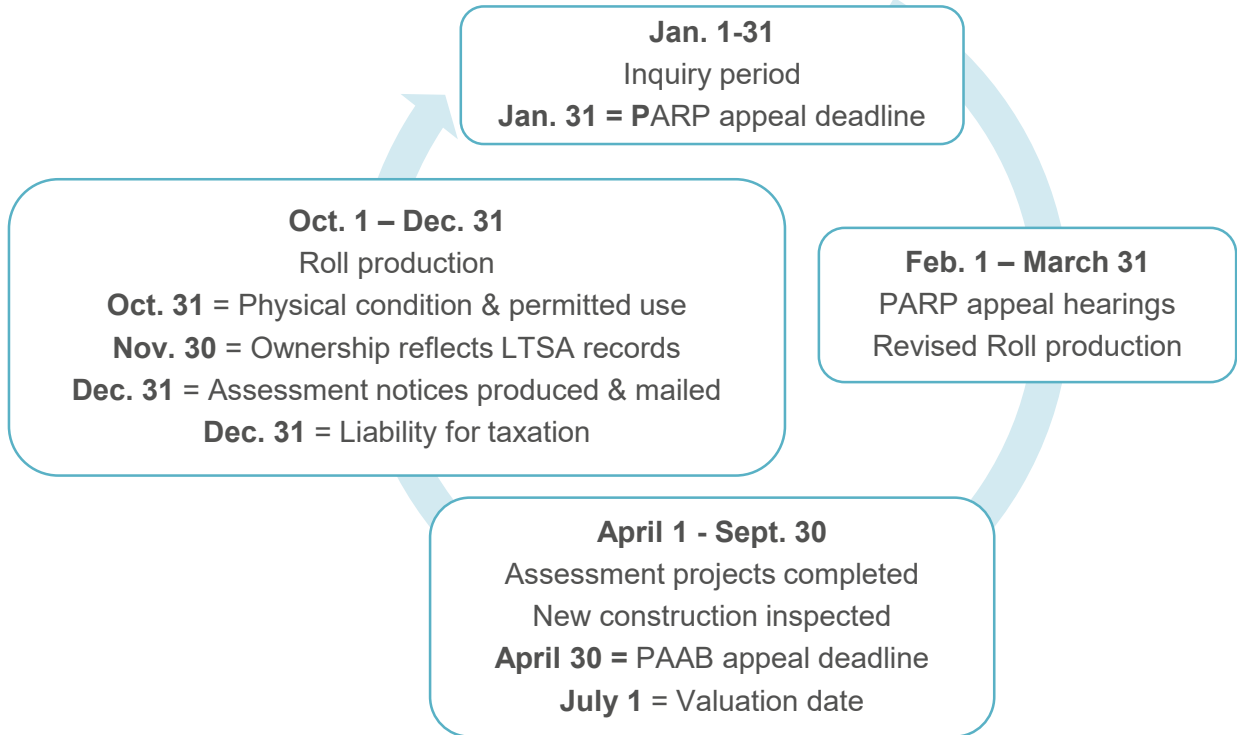 Jan. 1-31
Inquiry period
Jan. 31 = PARP appeal deadline
Feb. 1 – March 31
PARP appeal hearings
Revised Roll production
April 1 - Sept. 30
Assessment projects completed
New construction inspected
April 30 = PAAB appeal deadline
July 1 = Valuation date
Oct. 1 – Dec. 31
Roll production
Oct. 31 = Physical condition & permitted use
Nov. 30 = Ownership reflects LTSA records
Dec. 31 = Assessment notices produced & mailed
Dec. 31 = Liability for taxation